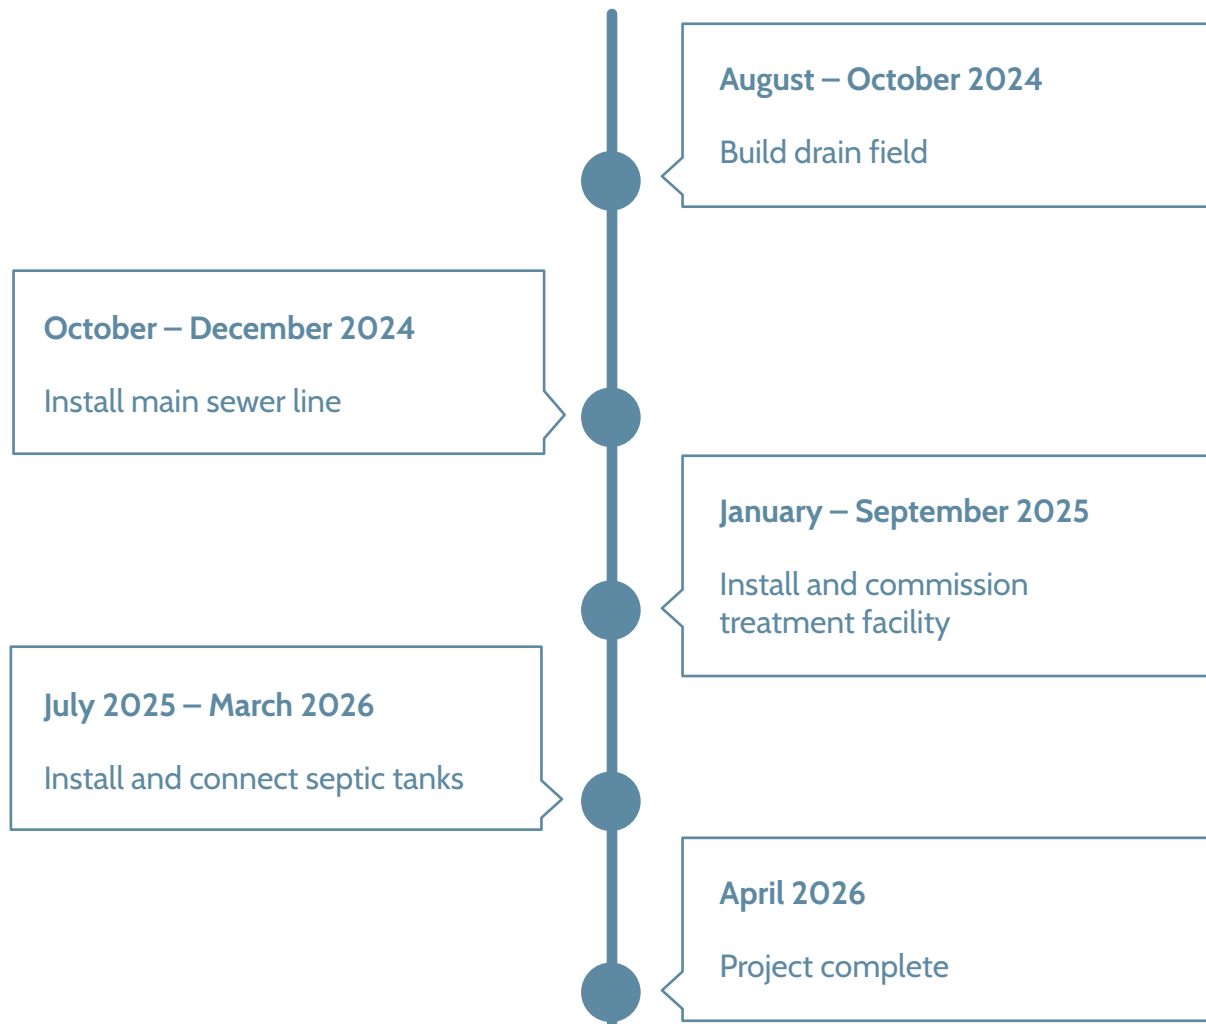 August – October 2024
Build drain field
October – December 2024
Install main sewer line
January – September 2025
Install and commission
treatment facility
July 2025 – March 2026
Install and connect septic tanks
April 2026
Project complete